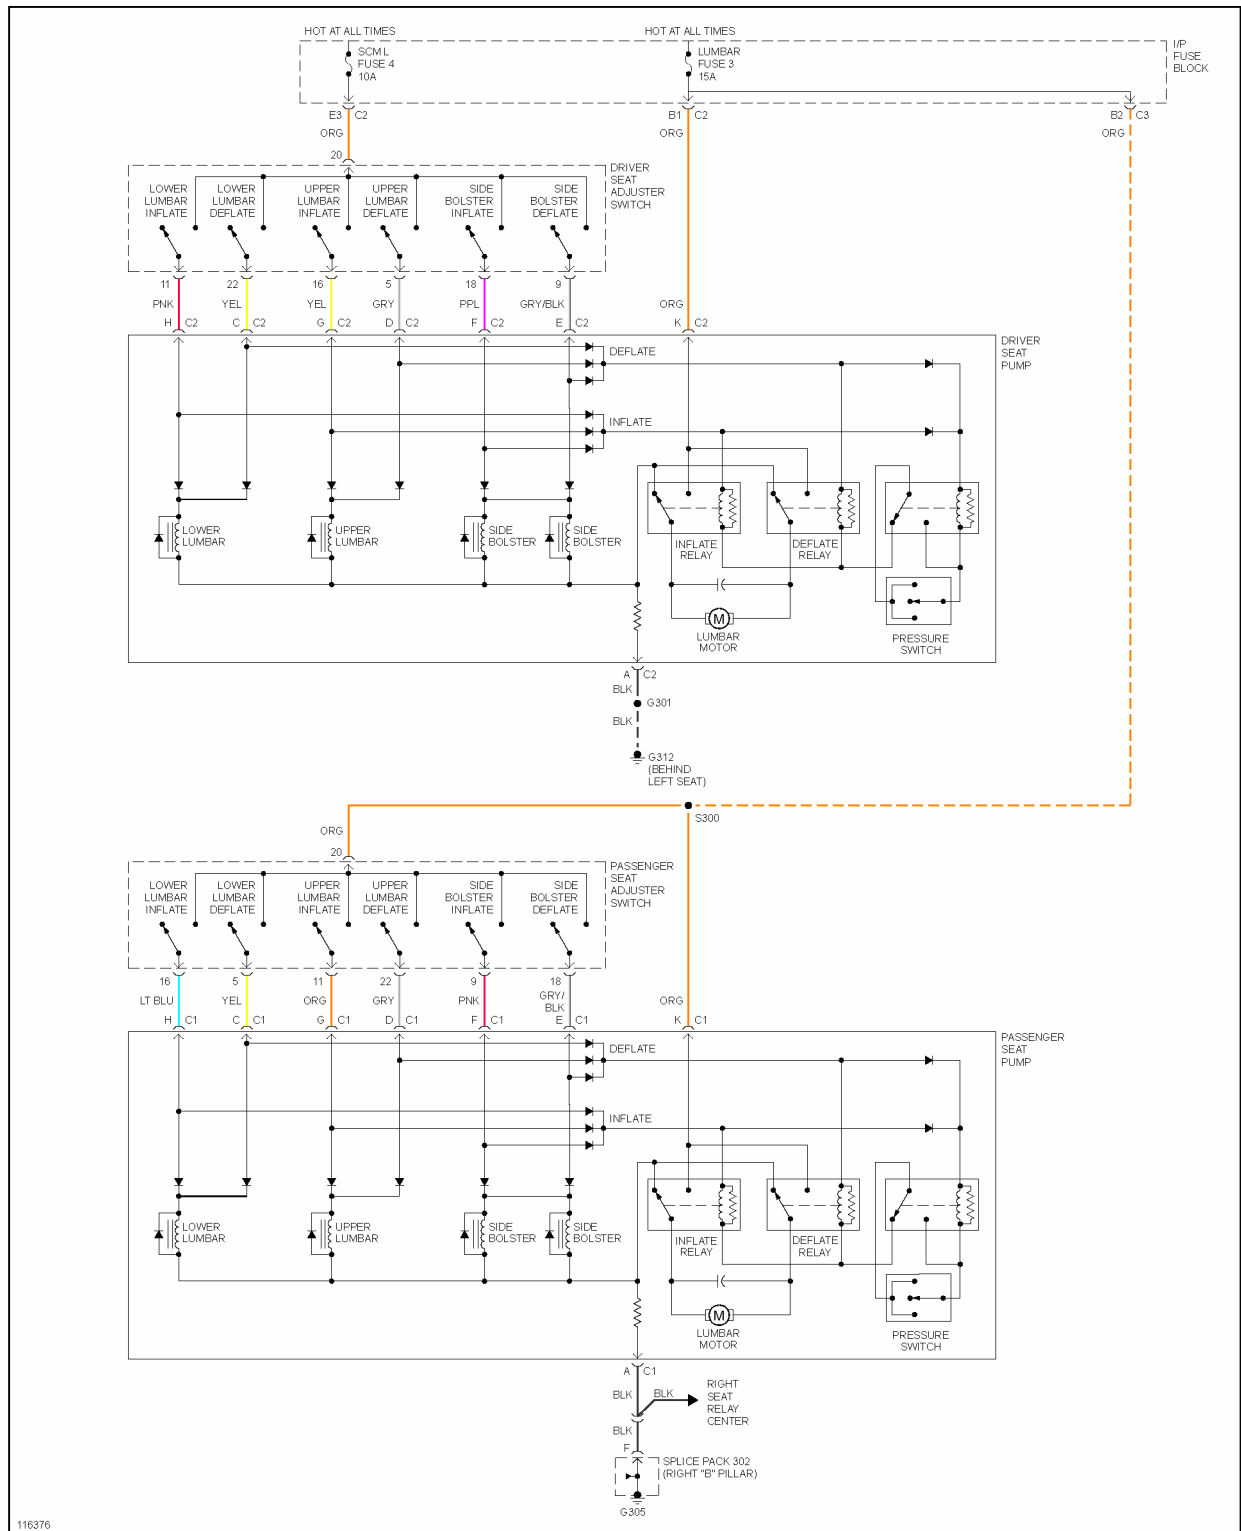 HOT AT ALL TIMES
HOT AT ALL TIMES
SCM L
FUSE 4
10A
LUMBAR
FUSE 3
15A
I/P
FUSE
BLOCK
E3 C2
B1 C2
B2 C3
ORG
ORG
ORG
20
DRIVER
SEAT
ADJUSTER
SWITCH
LOWER
LUMBAR
INFLATE
LOWER
LUMBAR
DEFLATE
UPPER
LUMBAR
INFLATE
UPPER
LUMBAR
DEFLATE
SIDE
BOLSTER
INFLATE
SIDE
BOLSTER
DEFLATE
11 22 16 5 18 9
PNK YEL YEL GRY PPL GRY/BLK ORG
H C2 C C2 G C2 D C2 F C2 E C2 K C2
DRIVER
SEAT
PUMP
DEFLATE
INFLATE
LOWER
LUMBAR
UPPER
LUMBAR
SIDE
BOLSTER
SIDE
BOLSTER
INFLATE
RELAY
DEFLATE
RELAY
M
LUMBAR
MOTOR
PRESSURE
SWITCH
A C2
BLK
G301
BLK
G312
(BEHIND
LEFT SEAT)
S300
ORG
20
PASSENGER
SEAT
ADJUSTER
SWITCH
LOWER
LUMBAR
INFLATE
LOWER
LUMBAR
DEFLATE
UPPER
LUMBAR
INFLATE
UPPER
LUMBAR
DEFLATE
SIDE
BOLSTER
INFLATE
SIDE
BOLSTER
DEFLATE
16 5 11 22 9 18
LT BLU YEL ORG GRY PNK GRY/
BLK
ORG
H C1 C C1 G C1 D C1 F C1 E C1 K C1
PASSENGER
SEAT
PUMP
DEFLATE
INFLATE
LOWER
LUMBAR
UPPER
LUMBAR
SIDE
BOLSTER
SIDE
BOLSTER
INFLATE
RELAY
DEFLATE
RELAY
M
LUMBAR
MOTOR
PRESSURE
SWITCH
A C1
BLK
BLK
RIGHT
SEAT
RELAY
CENTER
BLK
F
SPLICE PACK 302
(RIGHT "B" PILLAR)
G305
116376